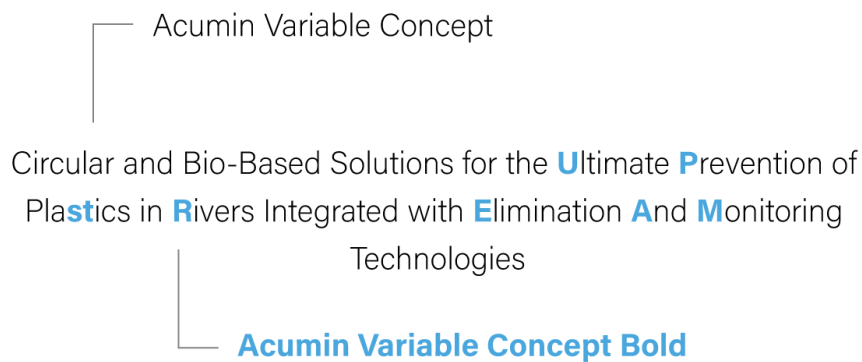 Acumin Variable Concept
Circular and Bio-Based Solutions for the Ultimate Prevention of
Plastics in Rivers Integrated with Elimination And Monitoring
Technologies
Acumin Variable Concept Bold